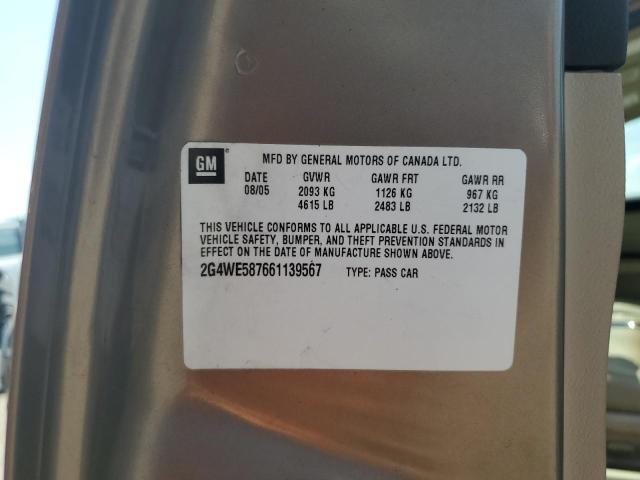 GM MFD BY GENERAL MOTORS OF CANADA LTD.
DATE GVWR GAWR FRT GAWR RR
08/05 2093 KG 1126 KG 967 KG
4615 LB 2483 LB 2132 LB
THIS VEHICLE CONFORMS TO ALL APPLICABLE U.S. FEDERAL MOTOR
VEHICLE SAFETY, BUMPER, AND THEFT PREVENTION STANDARDS IN
EFFECT ON THE DATE OF MANUFACTURE SHOWN ABOVE.
2G4WE587661139567 TYPE: PASS CAR